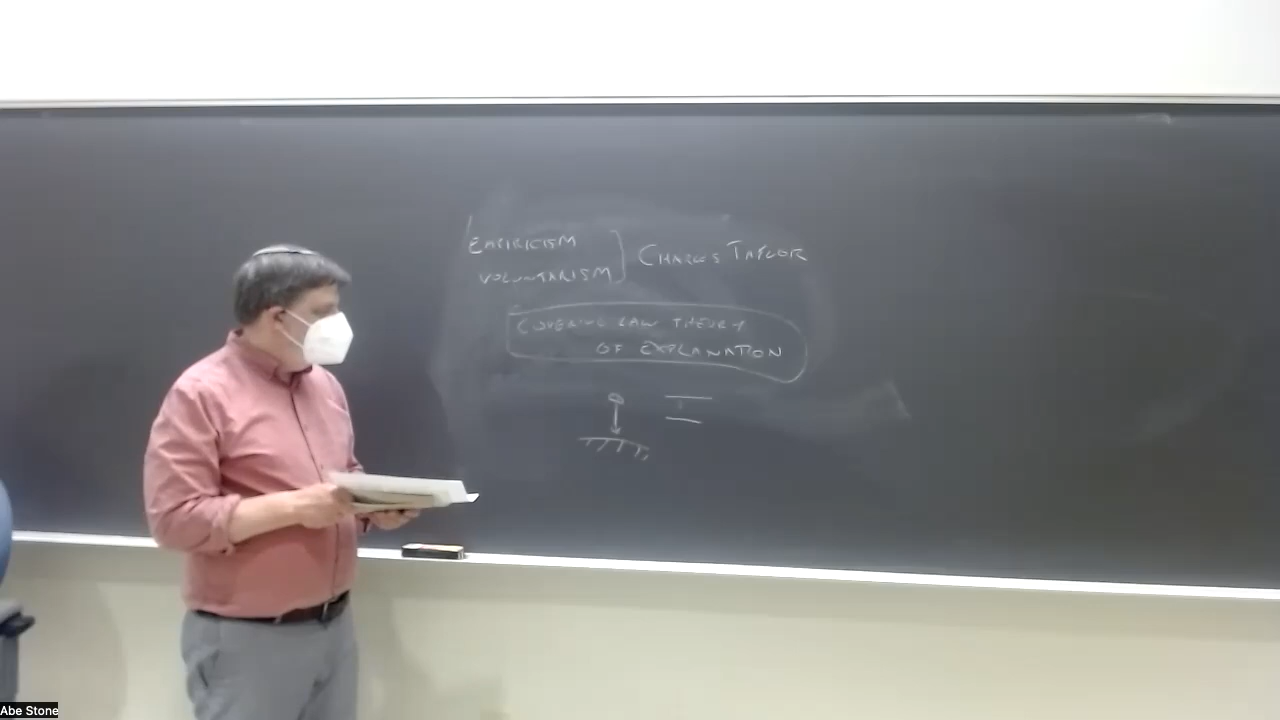 EMPIRICISM
VOLUNTARISM
CHARLES TAYLOR
COVERING LAW THEORY
OF EXPLANATION
Abe Stone